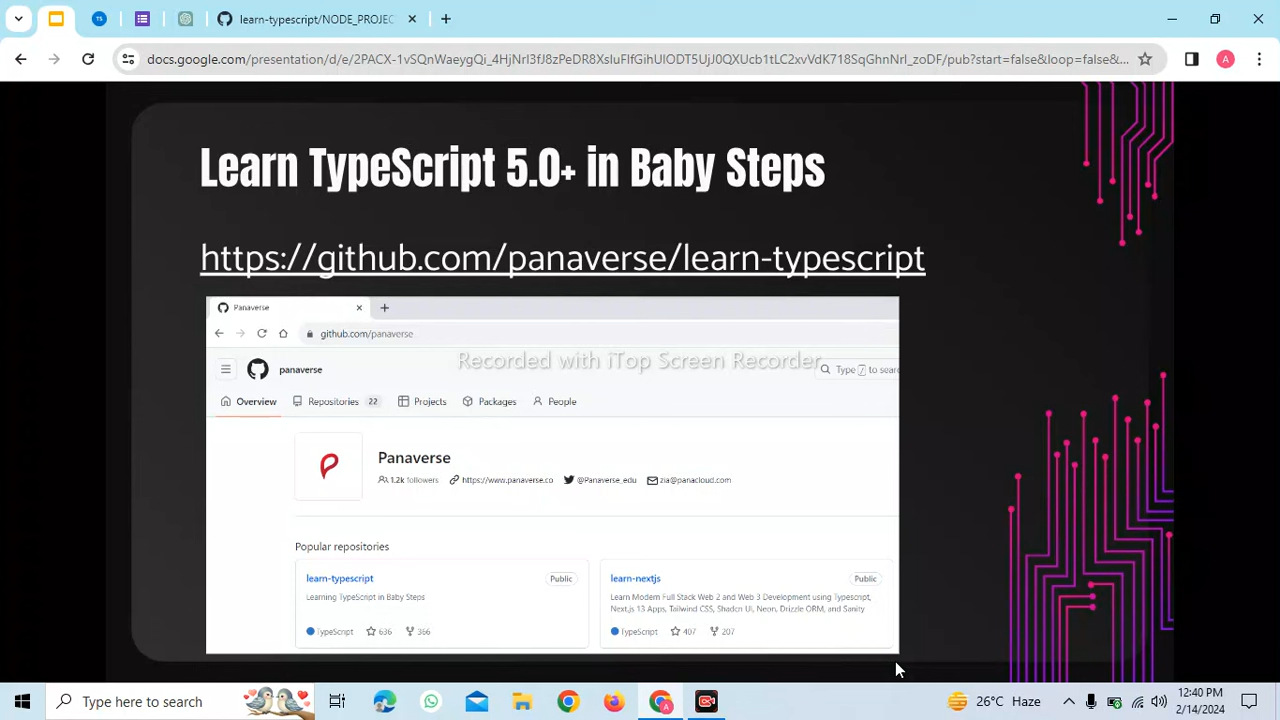 learn-typescript/NODE_PROJEC
docs.google.com/presentation/d/e/2PACX-1vSQnWaeygQi_4HjNrl3fJ8zPeDR8XsluFlfGihUIODT5UjJ0QXUcb1tLC2xvVdK718SqGhnNrl_zoDF/pub?start=false&loop=false&...
A
Learn TypeScript 5.0+ in Baby Steps
https://github.com/panaverse/learn-typescript
Panaverse
github.com/panaverse
Recorded with iTop Screen Recorder
panaverse
Type / to sear
Overview Repositories 22 Projects Packages People
Panaverse
1.2k followers https://www.panaverse.co @Panaverse_edu zia@panacloud.com
Popular repositories
learn-typescript Public
Learning TypeScript in Baby Steps
TypeScript 636 366
learn-nextjs Public
Learn Modern Full Stack Web 2 and Web 3 Development using Typescript,
Next.js 13 Apps, Tailwind CSS, Shadcn UI, Neon, Drizzle ORM, and Sanity
TypeScript 407 207
Type here to search
26°C Haze
12:40 PM
2/14/2024